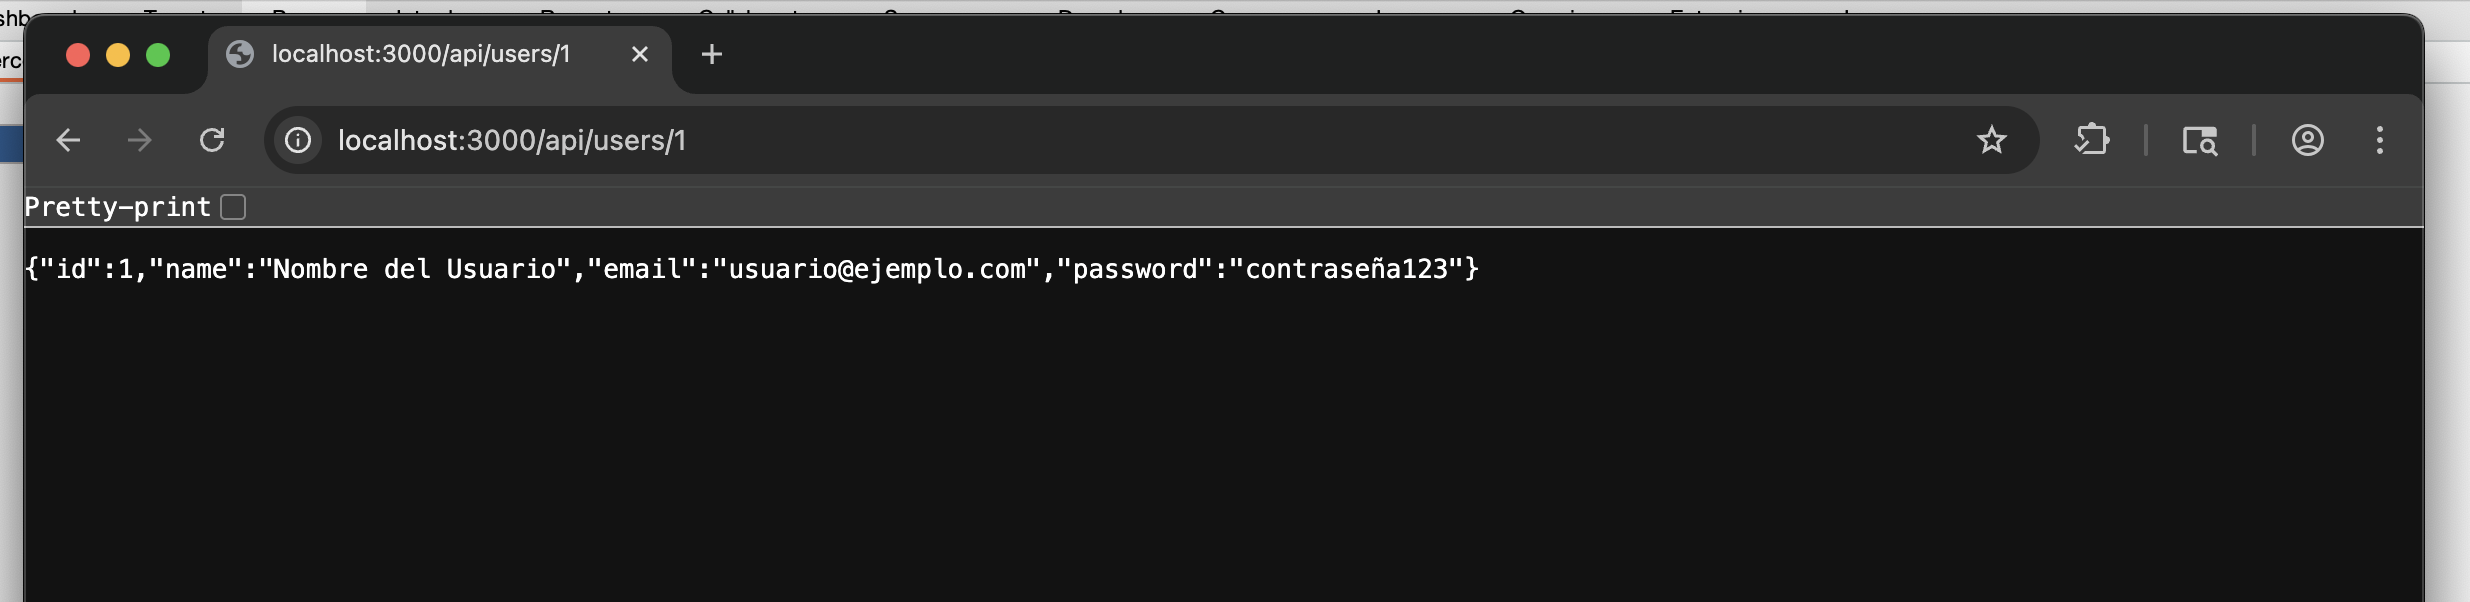 localhost:3000/api/users/1
localhost:3000/api/users/1
Pretty-print
{"id":1,"name":"Nombre del Usuario","email":"usuario@ejemplo.com","password":"contraseña123"}